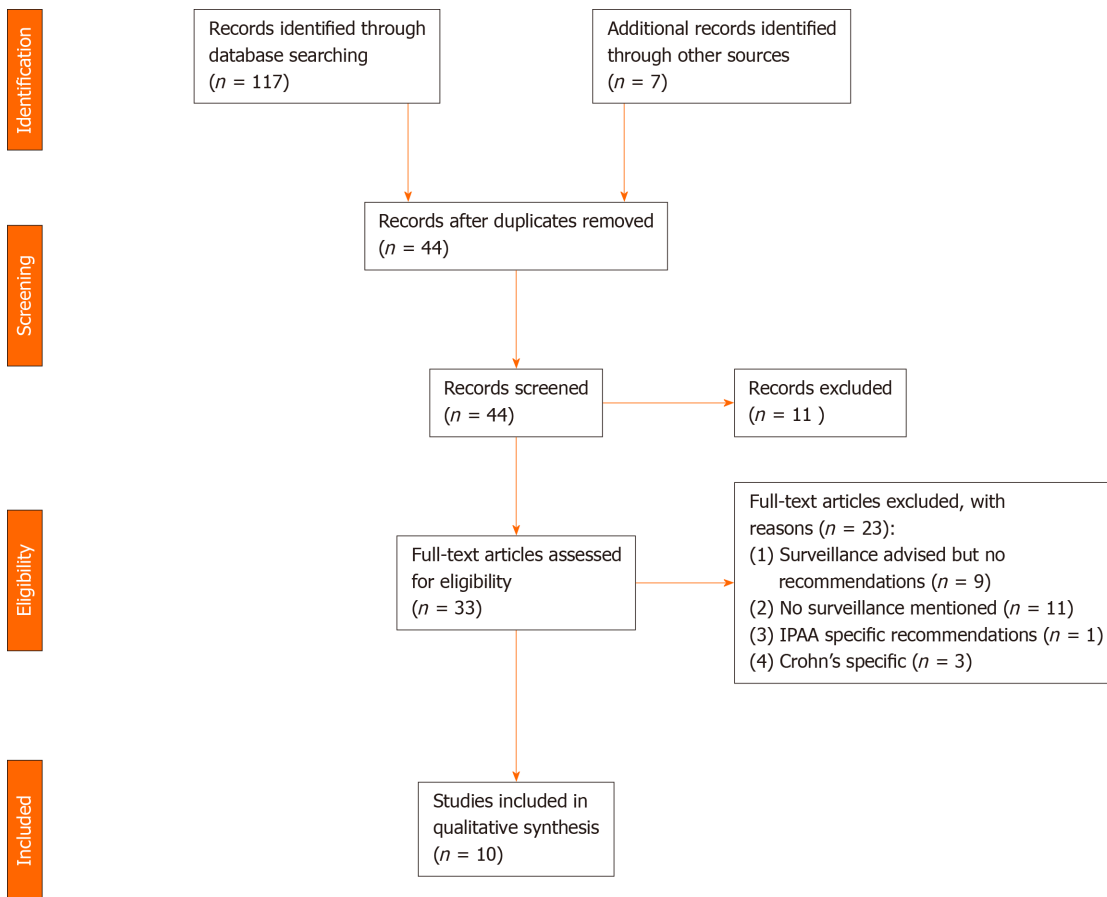 Identification
Records identified through
database searching
(n = 117)
Additional records identified
through other sources
(n = 7)
Screening
Records after duplicates removed
(n = 44)
Records screened
(n = 44)
Records excluded
(n = 11 )
Eligibility
Full-text articles assessed
for eligibility
(n = 33)
Full-text articles excluded, with
reasons (n = 23):
(1) Surveillance advised but no
recommendations (n = 9)
(2) No surveillance mentioned (n = 11)
(3) IPAA specific recommendations (n = 1)
(4) Crohn’s specific (n = 3)
Included
Studies included in
qualitative synthesis
(n = 10)